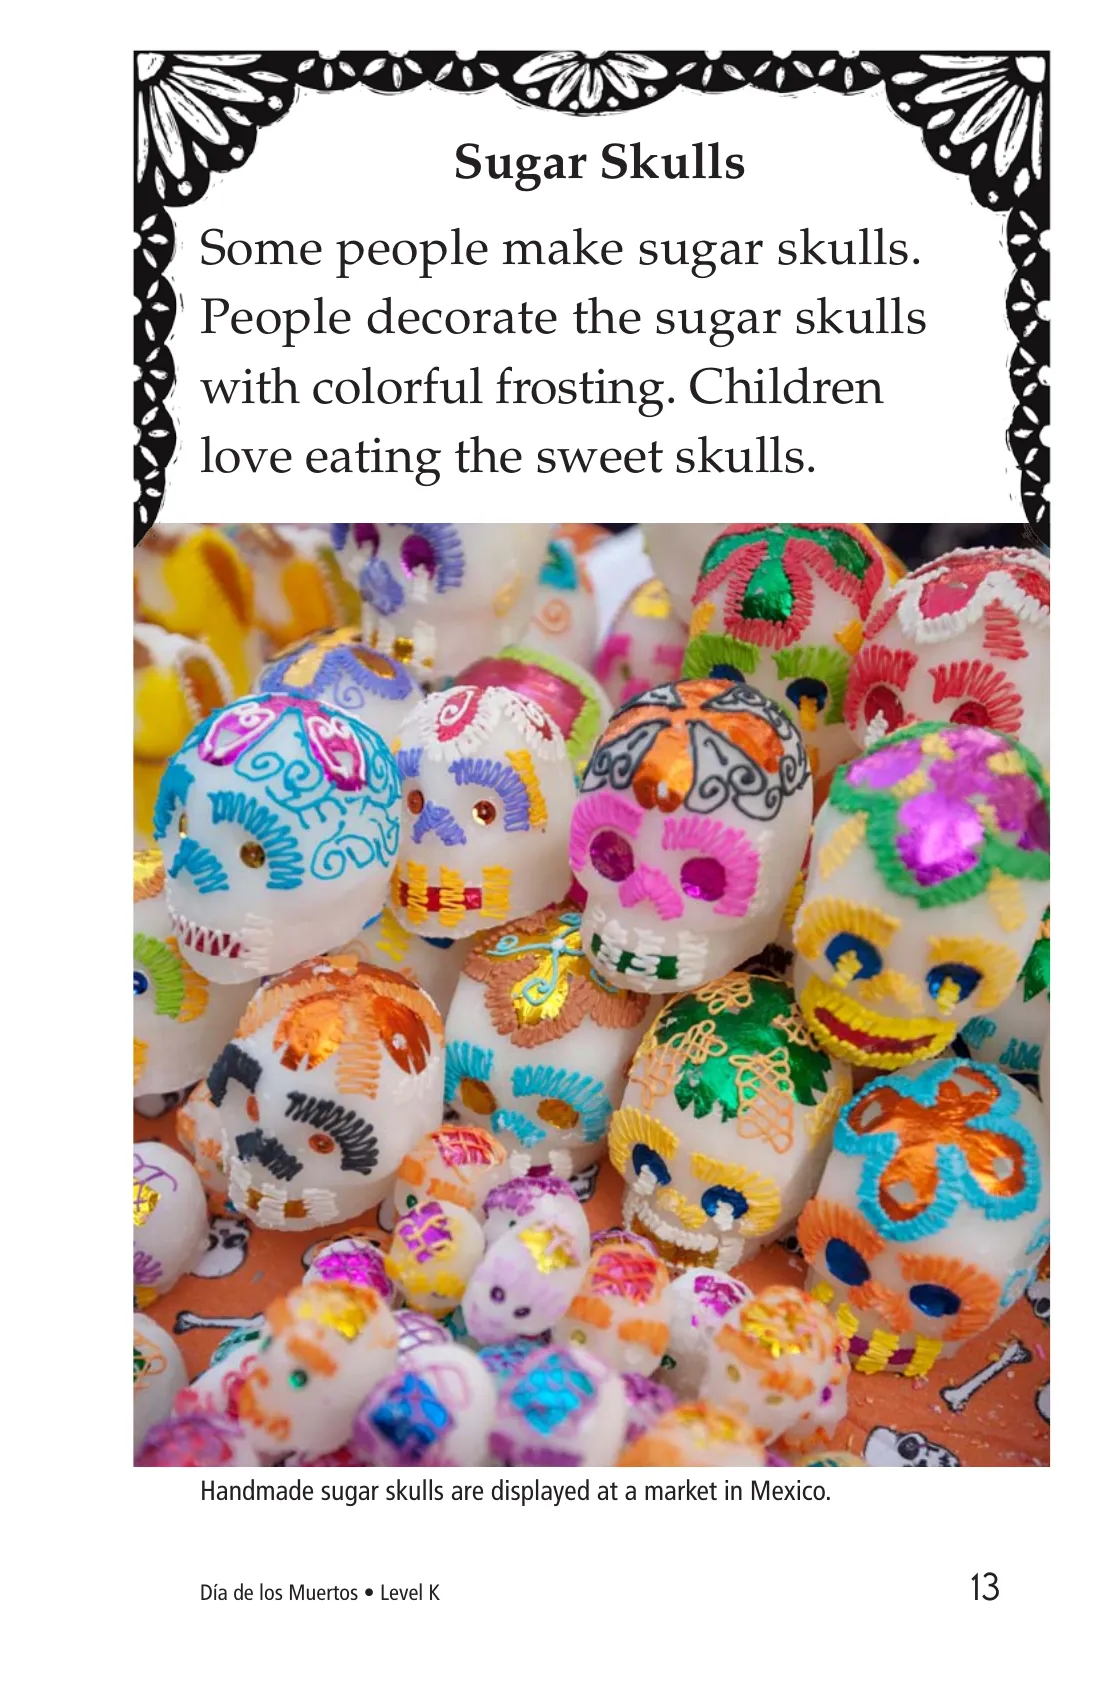 Sugar Skulls
Some people make sugar skulls.
People decorate the sugar skulls
with colorful frosting. Children
love eating the sweet skulls.
Handmade sugar skulls are displayed at a market in Mexico.
Día de los Muertos • Level K
13